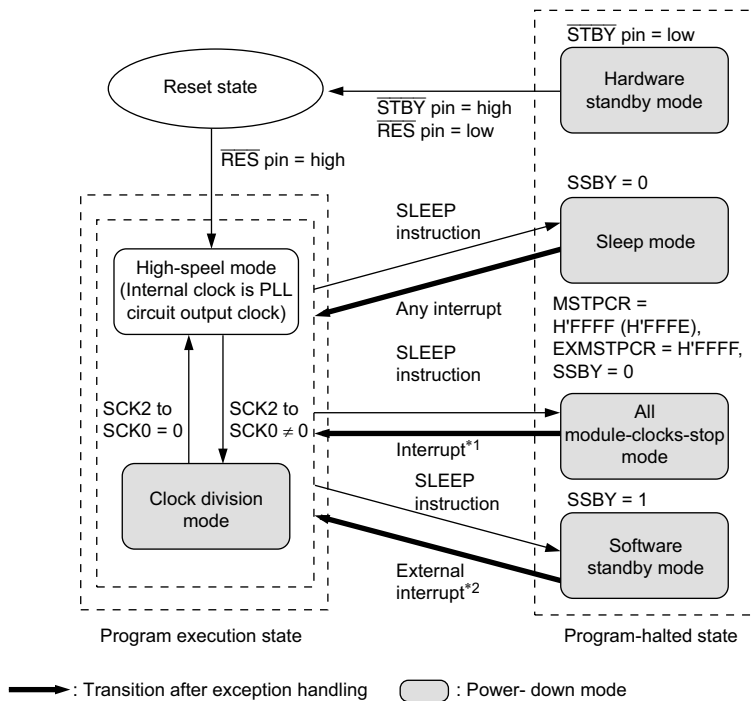 STBY pin = low
Hardware
standby mode
Reset state
STBY pin = high
RES pin = low
RES pin = high
SSBY = 0
SLEEP
instruction
Sleep mode
High-speel mode
(Internal clock is PLL
circuit output clock)
Any interrupt
MSTPCR =
H'FFFF (H'FFFE),
EXMSTPCR = H'FFFF,
SSBY = 0
SLEEP
instruction
SCK2 to
SCK0 = 0
SCK2 to
SCK0 ≠ 0
All
module-clocks-stop
mode
Interrupt*1
SLEEP
instruction
Clock division
mode
SSBY = 1
Software
standby mode
External
interrupt*2
Program execution state
Program-halted state
: Transition after exception handling
: Power- down mode